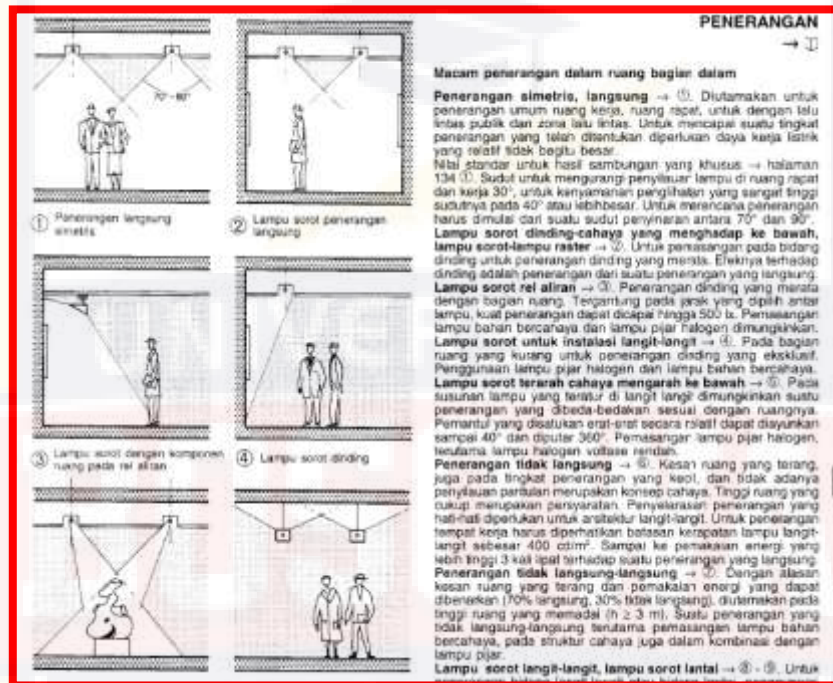 PENERANGAN
→ ①
Macam penerangan dalam ruang bagian dalam
Penerangan simetris, langsung → ①. Diutamakan untuk
penerangan umum ruang kerja, ruang rapat, untuk dengan lalu
lintas publik dan zona lalu lintas. Untuk mencapai suatu tingkat
penerangan yang telah ditentukan diperlukan daya kerja listrik
yang relatif tidak begitu besar.
Nilai standar untuk hasil sambungan yang khusus → halaman
134 ①. Sudut untuk mengurangi penyilauan lampu di ruang rapat
dan kerja 30°, untuk kenyamanan penglihatan yang sangat tinggi
sudutnya pada 40° atau lebihbesar. Untuk merencana penerangan
harus dimulai dari suatu sudut penyinaran antara 70° dan 90°.
Lampu sorot dinding-cahaya yang menghadap ke bawah,
lampu sorot-lampu raster → ②. Untuk pemasangan pada bidang
dinding untuk penerangan dinding yang merata. Efeknya terhadap
dinding adalah penerangan dari suatu penerangan yang langsung.
Lampu sorot rel aliran → ③. Penerangan dinding yang merata
dengan bagian ruang. Tergantung pada jarak yang dipilih antar
lampu, kuat penerangan dapat dicapai hingga 500 lx. Pemasangan
lampu bahan bercahaya dan lampu pijar halogen dimungkinkan.
Lampu sorot untuk instalasi langit-langit → ④. Pada bagian
ruang yang kurang untuk penerangan dinding yang eksklusif.
Penggunaan lampu pijar halogen dan lampu bahan bercahaya.
Lampu sorot terarah cahaya mengarah ke bawah → ⑤. Pada
susunan lampu yang teratur di langit langit dimungkinkan suatu
penerangan yang dibeda-bedakan sesuai dengan ruangnya.
Pemantul yang disatukan erat-erat secara relatif dapat diayunkan
sampai 40° dan diputar 360°. Pemasangan lampu pijar halogen,
terutama lampu halogen voltase rendah.
Penerangan tidak langsung → ⑥. Kesan ruang yang terang,
juga pada tingkat penerangan yang kecil, dan tidak adanya
penyilauan pantulan merupakan konsep cahaya. Tinggi ruang yang
cukup merupakan persyaratan. Penyelarasan penerangan yang
hati-hati diperlukan untuk arsitektur langit-langit. Untuk penerangan
tempat kerja harus diperhatikan batasan kerapatan lampu langit-
langit sebesar 400 cd/m². Sampai ke pemakaian energi yang
lebih tinggi 3 kali lipat terhadap suatu penerangan yang langsung.
Penerangan tidak langsung-langsung → ⑦. Dengan alasan
kesan ruang yang terang dan pemakaian energi yang dapat
dibenarkan (70% langsung, 30% tidak langsung), diutamakan pada
tinggi ruang yang memadai (h ≥ 3 m). Suatu penerangan yang
tidak langsung-langsung terutama pemasangan lampu bahan
bercahaya, pada struktur cahaya juga dalam kombinasi dengan
lampu pijar.
Lampu sorot langit-langit, lampu sorot lantai → ⑧ - ⑨. Untuk
70°-90°
① Penerangan langsung
simetris
② Lampu sorot penerangan
langsung
③ Lampu sorot dengan komponen
ruang pada rel aliran
④ Lampu sorot dinding